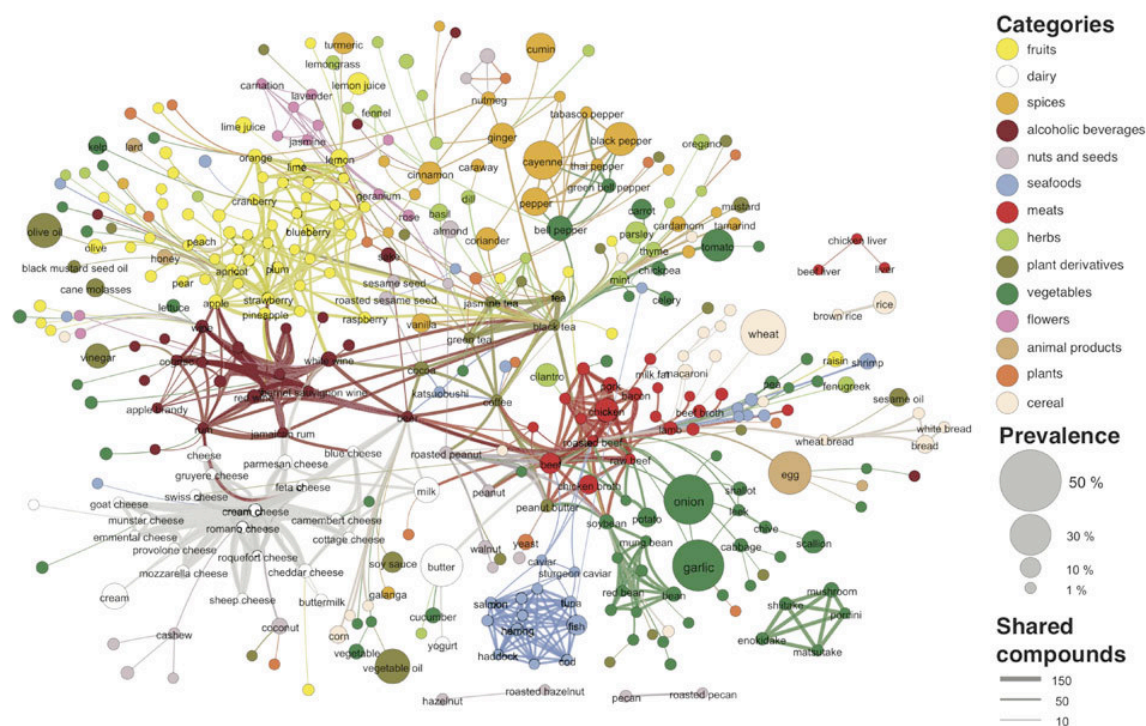 Categories
fruits
dairy
spices
alcoholic beverages
nuts and seeds
seafoods
meats
herbs
plant derivatives
vegetables
flowers
animal products
plants
cereal
Prevalence
50 %
30 %
10 %
1 %
Shared
compounds
150
50
10
turmeric
lemongrass
lemon juice
carnation
lavender
fennel
lime juice
jasmine
kelp
lard
orange
lime
lemon
cinnamon
caraway
cranberry
geranium
rose
basil
dill
almond
coriander
olive oil
olive
peach
blueberry
honey
apricot
plum
sake
black mustard seed oil
cane molasses
pear
sesame seed
lettuce
apple
strawberry
roasted sesame seed
pineapple
raspberry
vanilla
jasmine tea
tea
black tea
green tea
cumin
nutmeg
tabasco pepper
ginger
black pepper
cayenne
thai pepper
green bell pepper
pepper
bell pepper
oregano
carrot
mustard
parsley
cardamom
tamarind
thyme
tomato
chickpea
mint
celery
chicken liver
beef liver
liver
rice
brown rice
wheat
wine
white wine
vinegar
cocoa
katsuobushi
red wine
apple brandy
rum
jamaican rum
beer
coffee
cilantro
milk fat
macaroni
pork
bacon
chicken
beef broth
lamb
roasted beef
raw beef
beef
chicken broth
raisin
shrimp
pea
fenugreek
sesame oil
white bread
wheat bread
bread
egg
cheese
blue cheese
roasted peanut
parmesan cheese
gruyere cheese
feta cheese
swiss cheese
milk
peanut
goat cheese
cream cheese
peanut butter
munster cheese
camembert cheese
romano cheese
emmental cheese
cottage cheese
provolone cheese
roquefort cheese
mozzarella cheese
cheddar cheese
cream
sheep cheese
buttermilk
soy sauce
butter
walnut
yeast
galanga
cucumber
yogurt
corn
vegetable
vegetable oil
coconut
cashew
caviar
sturgeon caviar
salmon
tuna
herring
fish
haddock
cod
soybean
onion
shallot
potato
leek
chive
mung bean
scallion
cabbage
garlic
red bean
bean
mushroom
shiitake
porcini
enokidake
matsutake
hazelnut
roasted hazelnut
pecan
roasted pecan